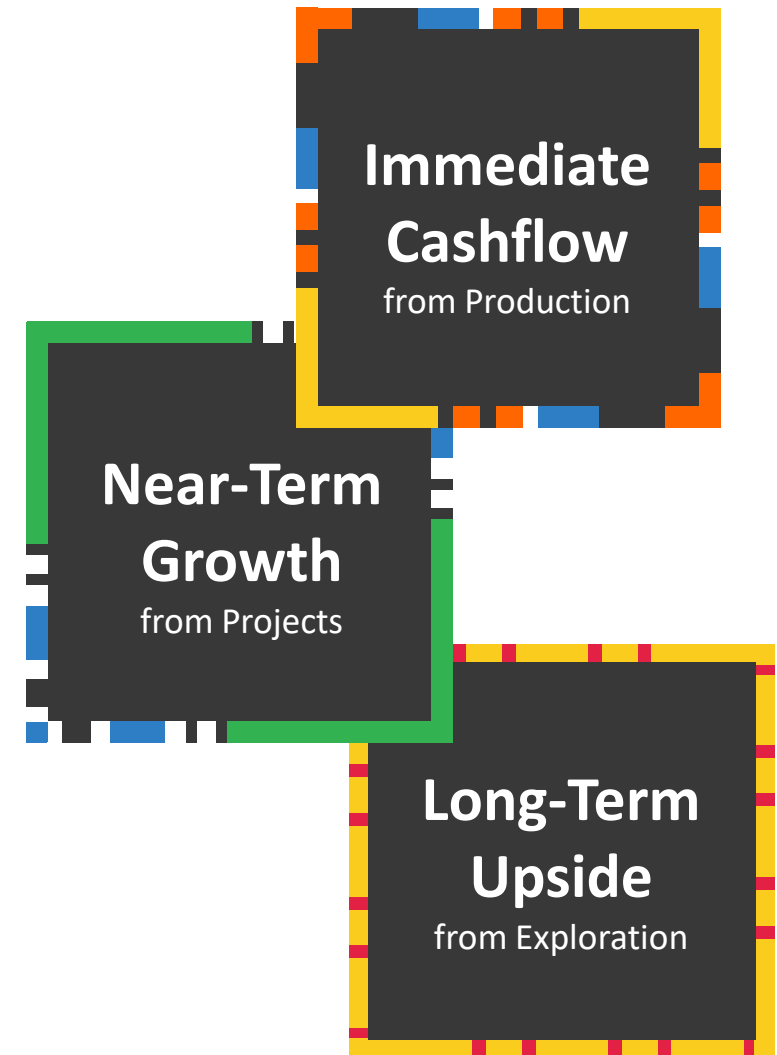 Immediate
Cashflow
from Production
Near-Term
Growth
from Projects
Long-Term
Upside
from Exploration